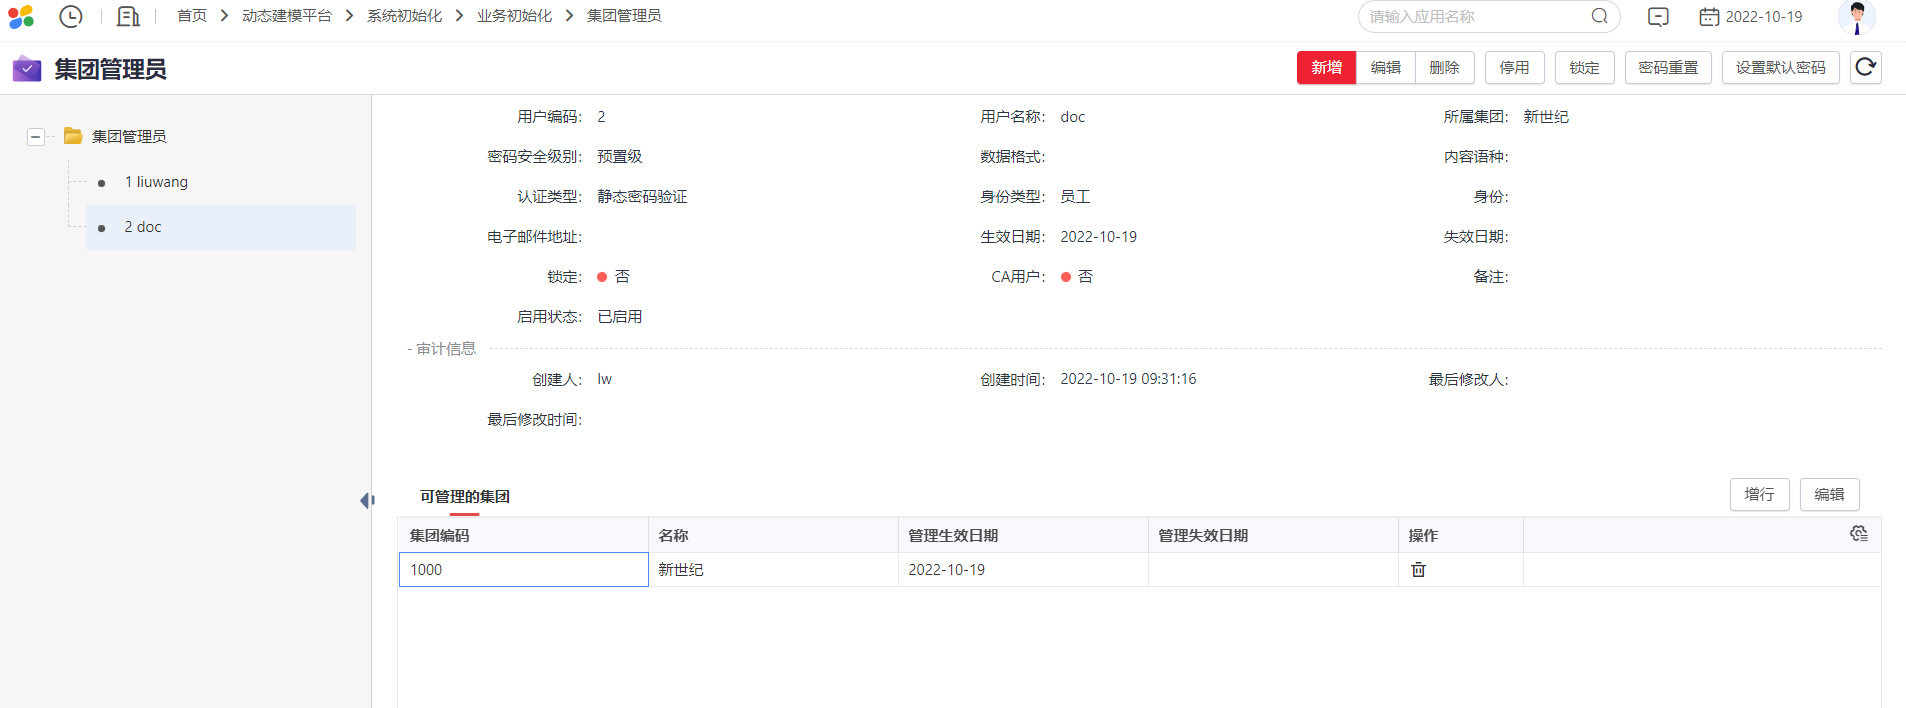 首页 动态建模平台 系统初始化 业务初始化 集团管理员 请输入应用名称 2022-10-19
集团管理员 新增 编辑 删除 停用 锁定 密码重置 设置默认密码
集团管理员
1 liuwang
2 doc
用户编码: 2 用户名称: doc 所属集团: 新世纪
密码安全级别: 预置级 数据格式: 内容语种:
认证类型: 静态密码验证 身份类型: 员工 身份:
电子邮件地址: 生效日期: 2022-10-19 失效日期:
锁定: 否 CA用户: 否 备注:
启用状态: 已启用
- 审计信息
创建人: lw 创建时间: 2022-10-19 09:31:16 最后修改人:
最后修改时间:
可管理的集团 增行 编辑
集团编码 名称 管理生效日期 管理失效日期 操作
1000 新世纪 2022-10-19